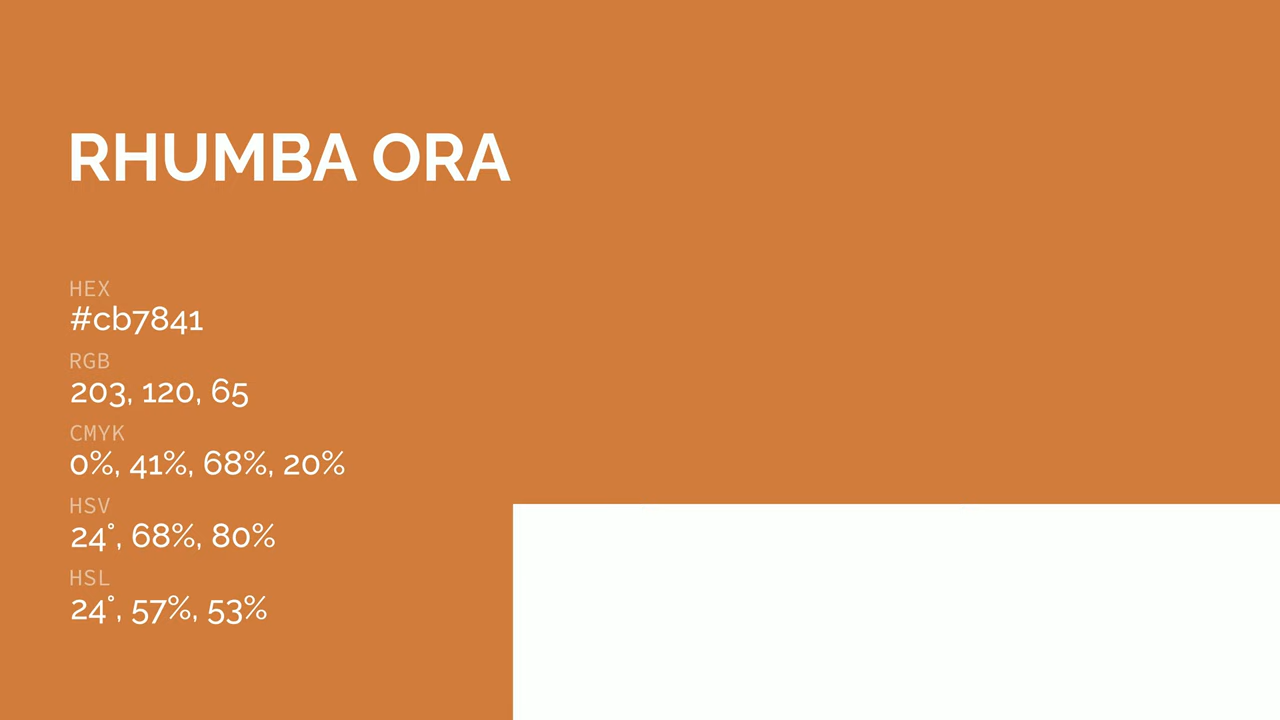 RHUMBA ORA
HEX
#cb7841
RGB
203, 120, 65
CMYK
0%, 41%, 68%, 20%
HSV
24°, 68%, 80%
HSL
24°, 57%, 53%